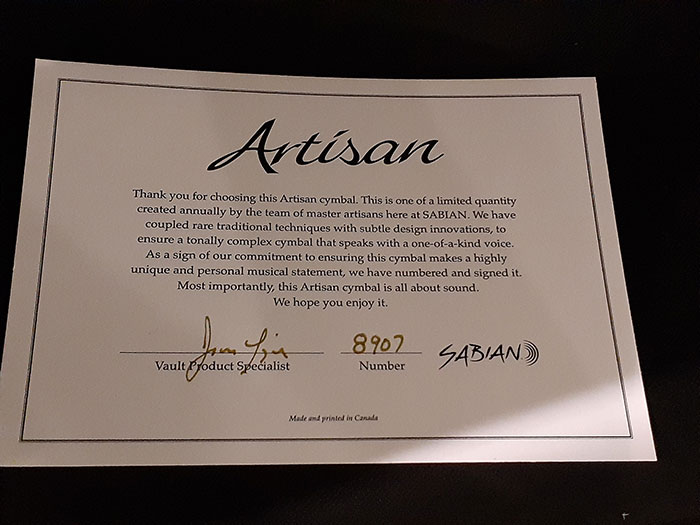 Artisan
Thank you for choosing this Artisan cymbal. This is one of a limited quantity
created annually by the team of master artisans here at SABIAN. We have
coupled rare traditional techniques with subtle design innovations, to
ensure a tonally complex cymbal that speaks with a one-of-a-kind voice.
As a sign of our commitment to ensuring this cymbal makes a highly
unique and personal musical statement, we have numbered and signed it.
Most importantly, this Artisan cymbal is all about sound.
We hope you enjoy it.
8907
Vault Product Specialist Number SABIAN
Made and printed in Canada